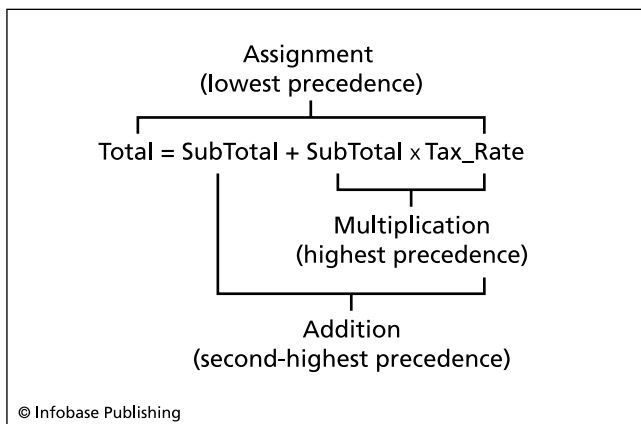 Assignment
(lowest precedence)
Total = SubTotal + SubTotal x Tax_Rate
Multiplication
(highest precedence)
Addition
(second-highest precedence)
© Infobase Publishing